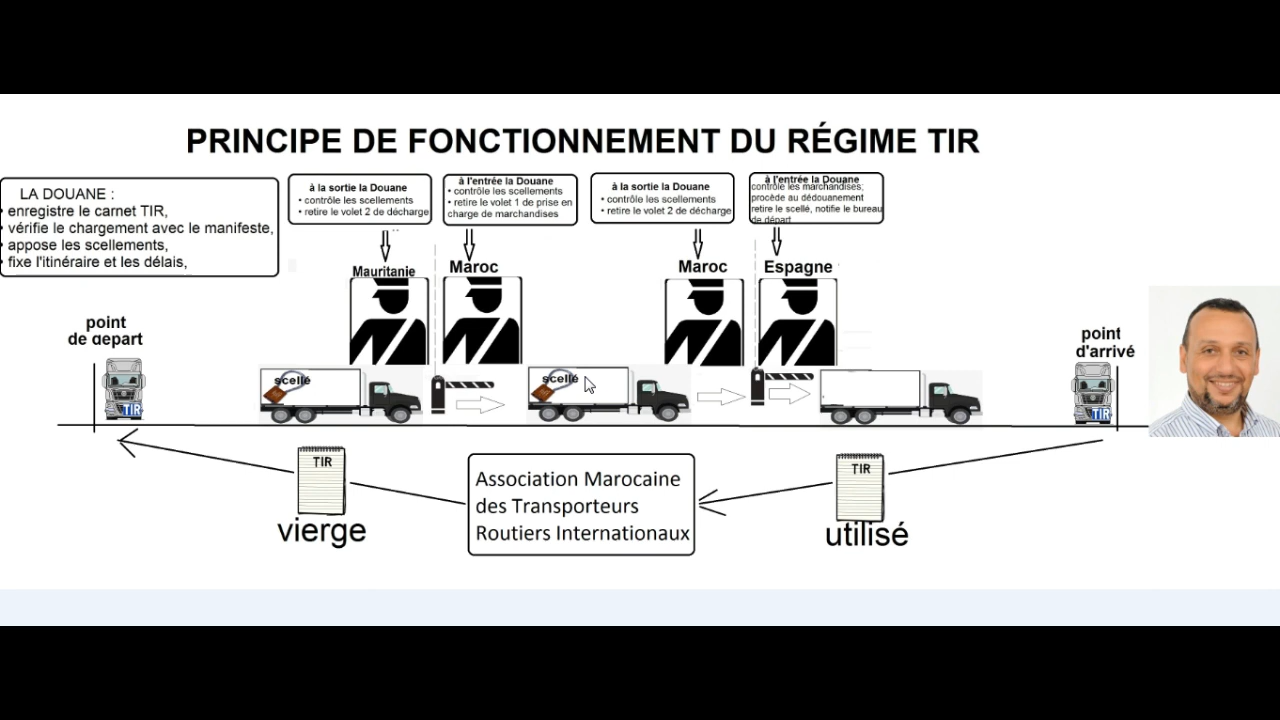 PRINCIPE DE FONCTIONNEMENT DU RÉGIME TIR
LA DOUANE :
• enregistre le carnet TIR,
• vérifie le chargement avec le manifeste,
• appose les scellements,
• fixe l'itinéraire et les délais,
à la sortie la Douane
• contrôle les scellements
• retire le volet 2 de décharge
à l'entrée la Douane
• contrôle les scellements
• retire le volet 1 de prise en
charge de marchandises
à la sortie la Douane
• contrôle les scellements
• retire le volet 2 de décharge
à l'entrée la Douane
contrôle les marchandises;
procède au dédouanement
retire le scellé, notifie le bureau
de départ
Mauritanie
Maroc
Maroc
Espagne
point
de depart
point
d'arrivé
scellé
scellé
TIR
TIR
TIR
vierge
Association Marocaine
des Transporteurs
Routiers Internationaux
TIR
utilisé